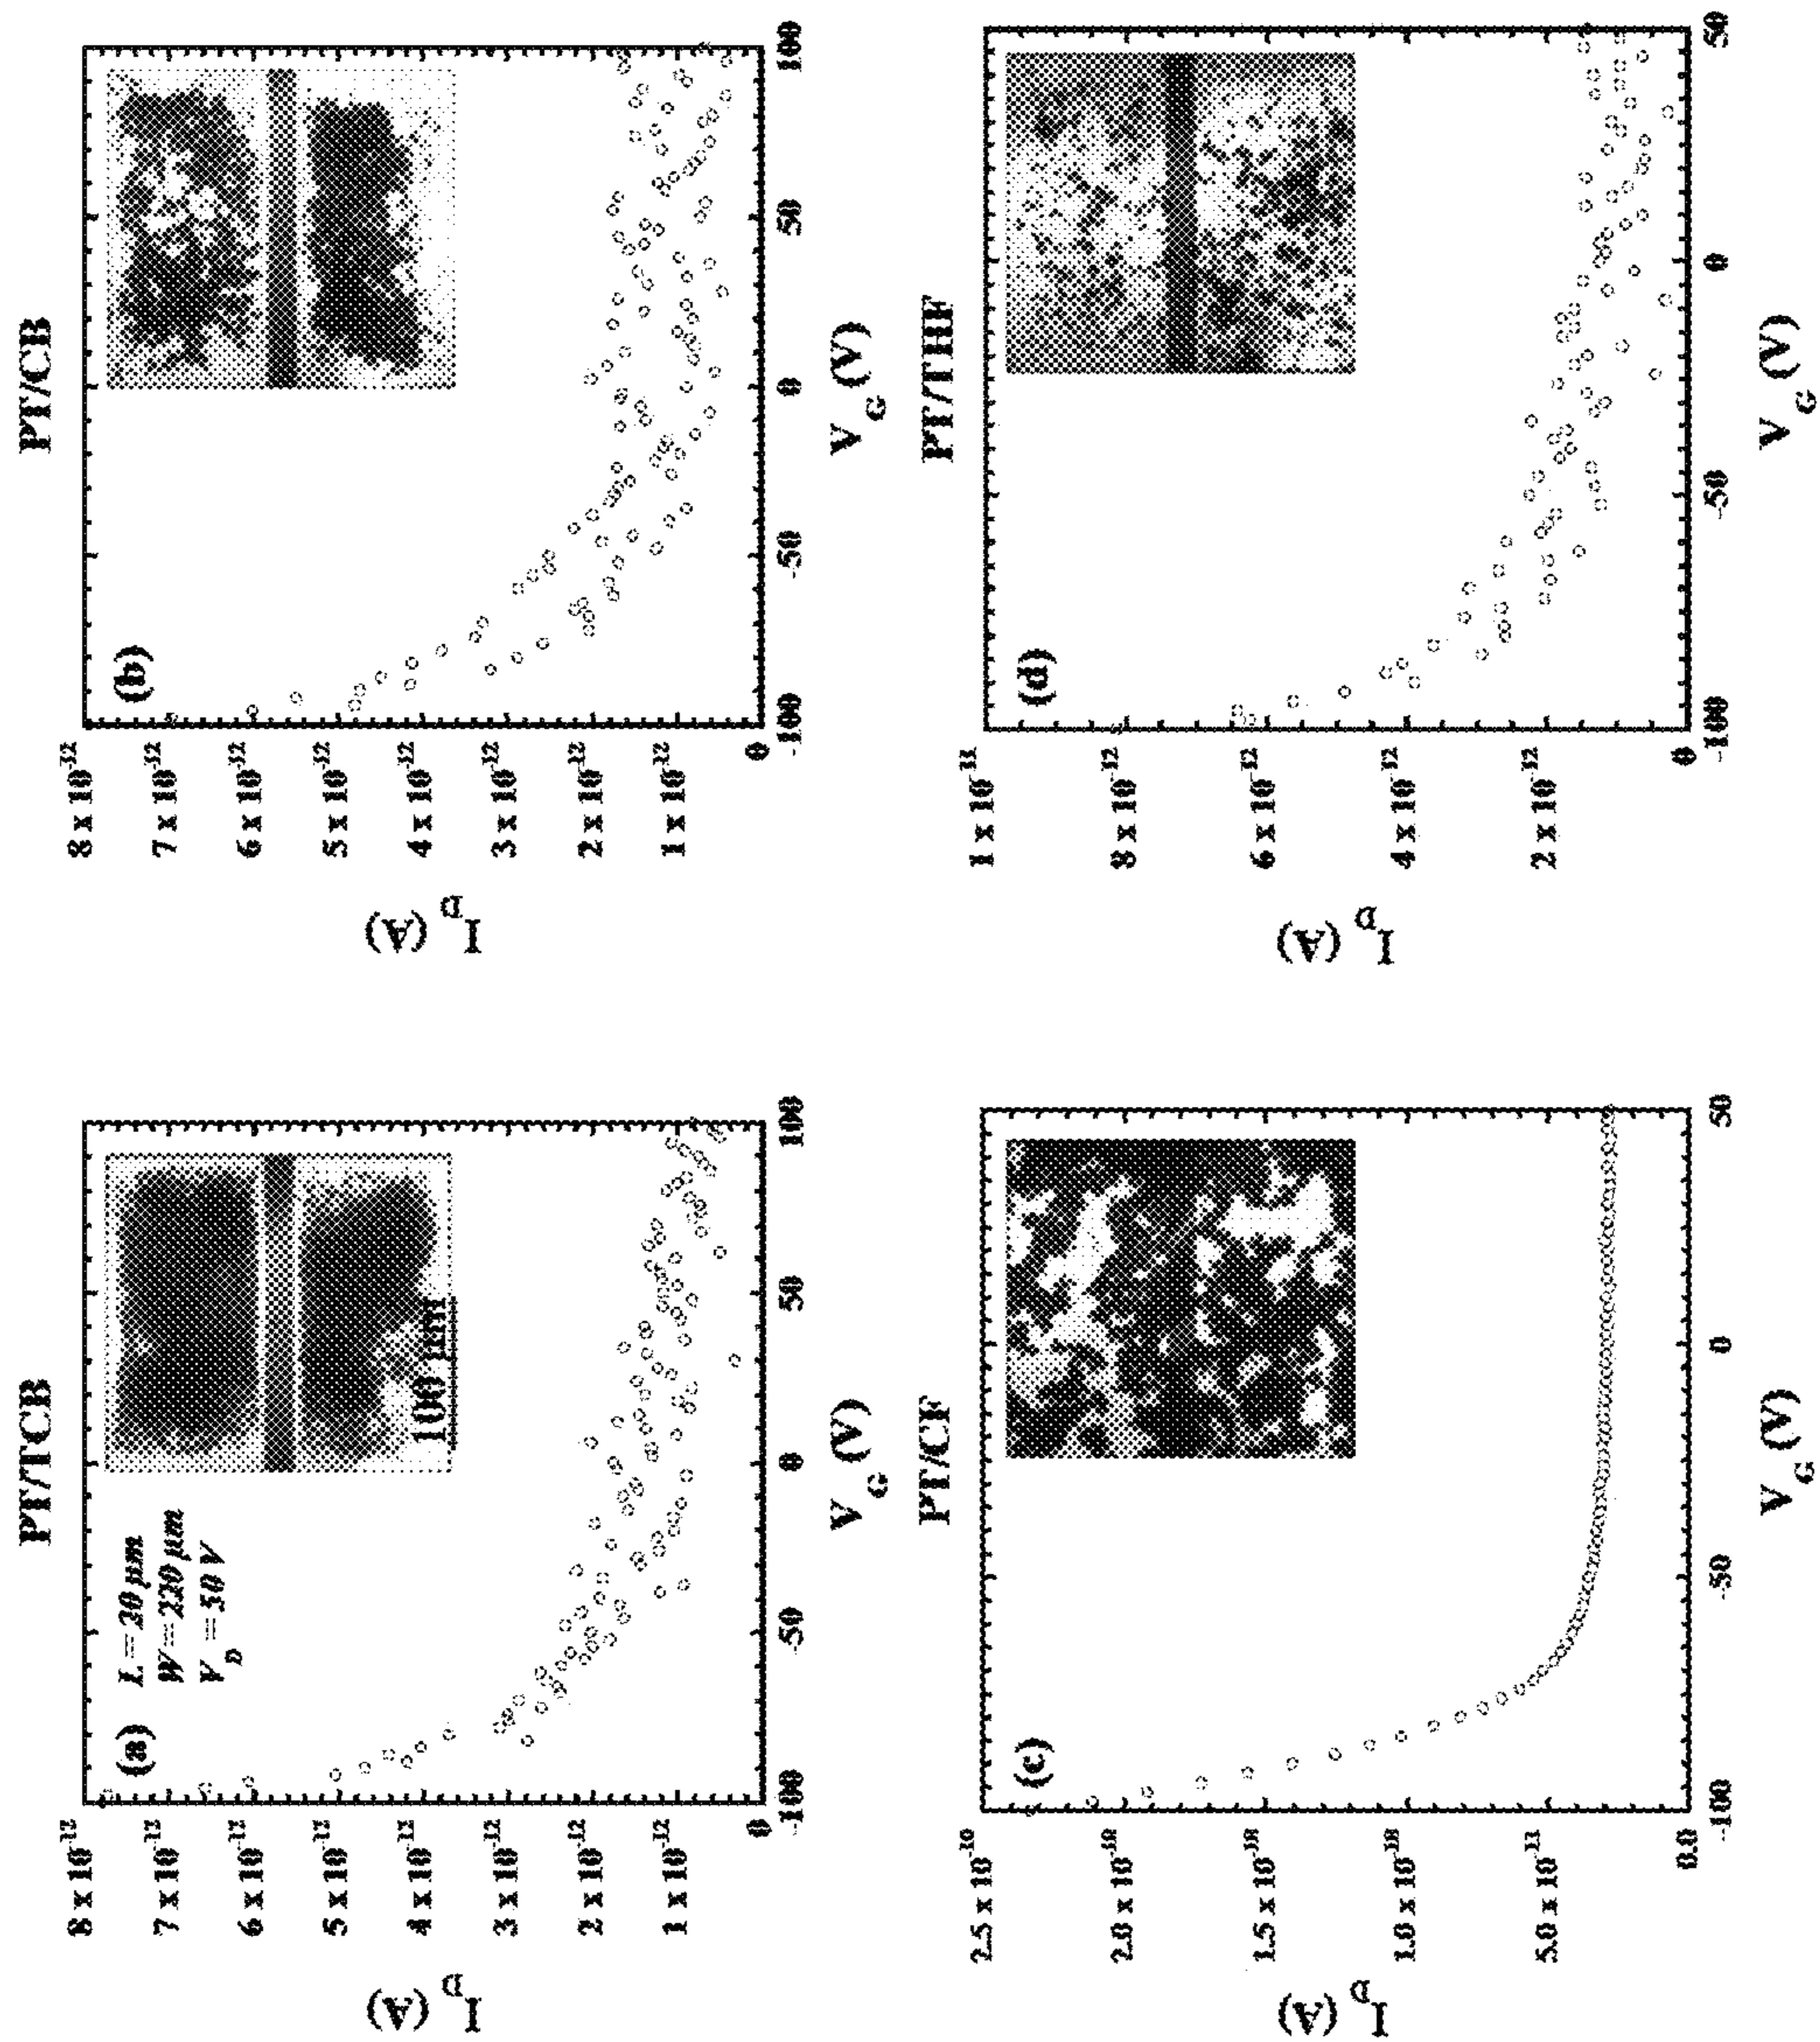 PT/TCB
(a)
L = 20 μm
W = 220 μm
V_D = 50 V
100 μm
I_D (A)
8 x 10^-12
7 x 10^-12
6 x 10^-12
5 x 10^-12
4 x 10^-12
3 x 10^-12
2 x 10^-12
1 x 10^-12
0
-100 -50 0 50 100
V_G (V)
PT/CB
(b)
I_D (A)
8 x 10^-12
7 x 10^-12
6 x 10^-12
5 x 10^-12
4 x 10^-12
3 x 10^-12
2 x 10^-12
1 x 10^-12
0
-100 -50 0 50 100
V_G (V)
PT/CF
(c)
I_D (A)
2.5 x 10^-10
2.0 x 10^-10
1.5 x 10^-10
1.0 x 10^-10
5.0 x 10^-11
0.0
-100 -50 0 50
V_G (V)
PT/THF
(d)
I_D (A)
1 x 10^-11
8 x 10^-12
6 x 10^-12
4 x 10^-12
2 x 10^-12
0
-100 -50 0 50
V_G (V)